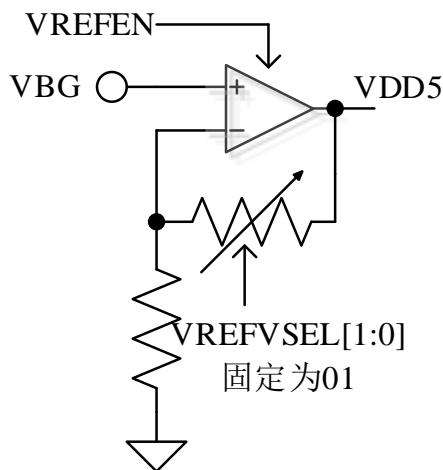 VREFEN
VBG
VDD5
VREFVSEL[1:0]
固定为01